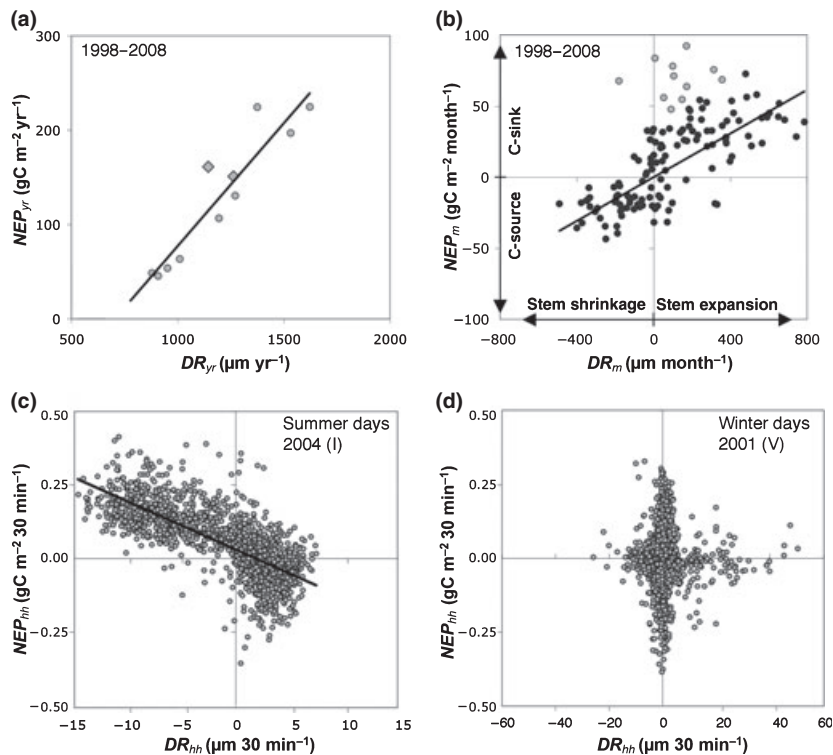 (a)
1998–2008
300
200
100
0
500
1000
1500
2000
NEPyr (gC m⁻² yr⁻¹)
DRyr (µm yr⁻¹)
(b)
1998–2008
100
50
0
−50
−100
−800
−400
0
400
800
C-sink
C-source
Stem shrinkage
Stem expansion
NEPm (gC m⁻² month⁻¹)
DRm (µm month⁻¹)
(c)
Summer days
2004 (I)
0.50
0.25
0.00
−0.25
−0.50
−15
−10
−5
0
5
10
15
NEPhh (gC m⁻² 30 min⁻¹)
DRhh (µm 30 min⁻¹)
(d)
Winter days
2001 (V)
0.50
0.25
0.00
−0.25
−0.50
−60
−40
−20
0
20
40
60
NEPhh (gC m⁻² 30 min⁻¹)
DRhh (µm 30 min⁻¹)